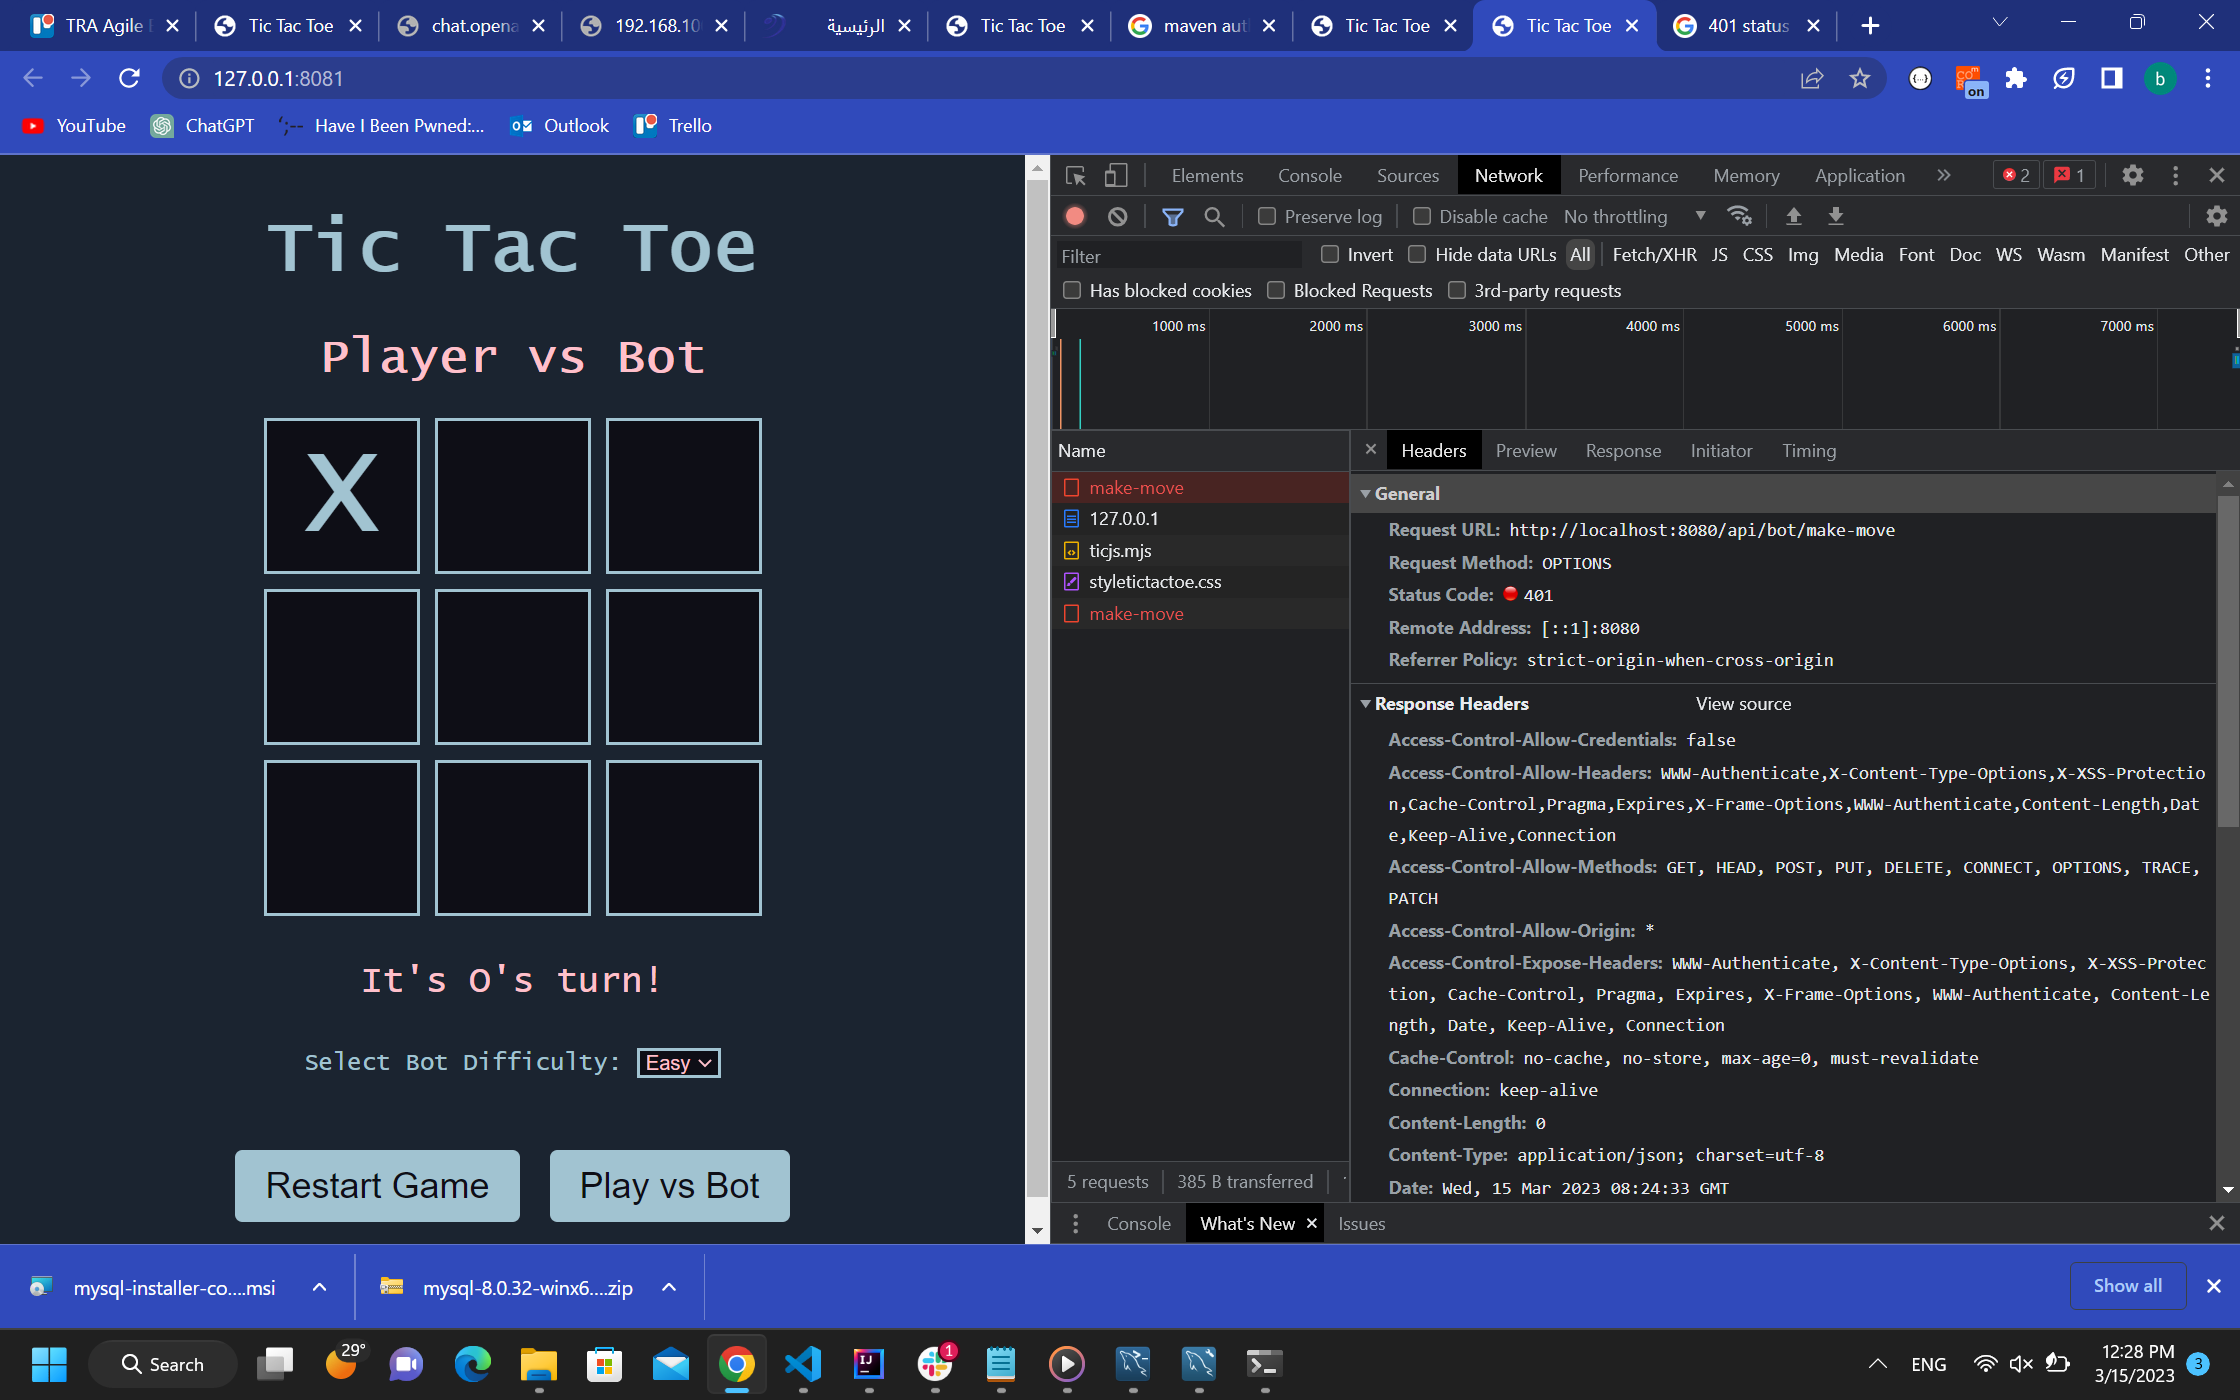 TRA Agile
Tic Tac Toe
chat.opena
192.168.10
الرئيسية
Tic Tac Toe
maven aut
Tic Tac Toe
Tic Tac Toe
401 status
127.0.0.1:8081
on
b
YouTube
ChatGPT
Have I Been Pwned:...
Outlook
Trello
Tic Tac Toe
Player vs Bot
X
It's O's turn!
Select Bot Difficulty: Easy
Restart Game
Play vs Bot
Elements Console Sources Network Performance Memory Application » 2 1
Preserve log Disable cache No throttling
Filter Invert Hide data URLs All Fetch/XHR JS CSS Img Media Font Doc WS Wasm Manifest Other
Has blocked cookies Blocked Requests 3rd-party requests
1000 ms 2000 ms 3000 ms 4000 ms 5000 ms 6000 ms 7000 ms
Name
make-move
127.0.0.1
ticjs.mjs
styletictactoe.css
make-move
5 requests 385 B transferred
Headers Preview Response Initiator Timing
General
Request URL: http://localhost:8080/api/bot/make-move
Request Method: OPTIONS
Status Code: 401
Remote Address: [::1]:8080
Referrer Policy: strict-origin-when-cross-origin
Response Headers View source
Access-Control-Allow-Credentials: false
Access-Control-Allow-Headers: WWW-Authenticate,X-Content-Type-Options,X-XSS-Protectio
n,Cache-Control,Pragma,Expires,X-Frame-Options,WWW-Authenticate,Content-Length,Dat
e,Keep-Alive,Connection
Access-Control-Allow-Methods: GET, HEAD, POST, PUT, DELETE, CONNECT, OPTIONS, TRACE,
PATCH
Access-Control-Allow-Origin: *
Access-Control-Expose-Headers: WWW-Authenticate, X-Content-Type-Options, X-XSS-Protec
tion, Cache-Control, Pragma, Expires, X-Frame-Options, WWW-Authenticate, Content-Le
ngth, Date, Keep-Alive, Connection
Cache-Control: no-cache, no-store, max-age=0, must-revalidate
Connection: keep-alive
Content-Length: 0
Content-Type: application/json; charset=utf-8
Date: Wed, 15 Mar 2023 08:24:33 GMT
Console What's New Issues
mysql-installer-co....msi
mysql-8.0.32-winx6....zip
Show all
Search
29°
1
ENG
12:28 PM
3/15/2023
3